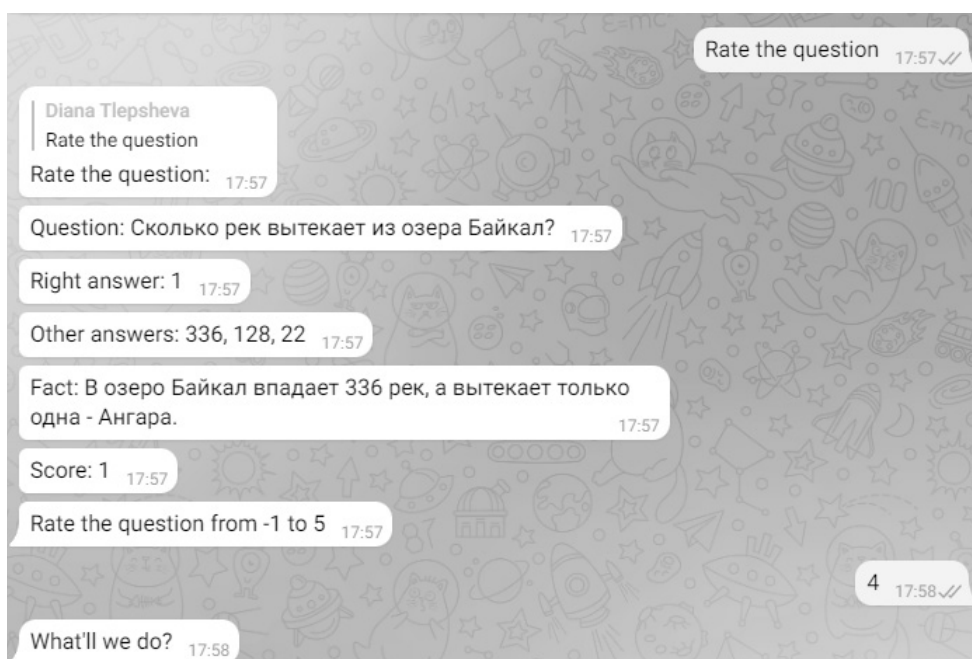 Rate the question 17:57
Diana Tlepsheva
Rate the question
Rate the question: 17:57
Question: Сколько рек вытекает из озера Байкал? 17:57
Right answer: 1 17:57
Other answers: 336, 128, 22 17:57
Fact: В озеро Байкал впадает 336 рек, а вытекает только
одна - Ангара. 17:57
Score: 1 17:57
Rate the question from -1 to 5 17:57
4 17:58
What'll we do? 17:58